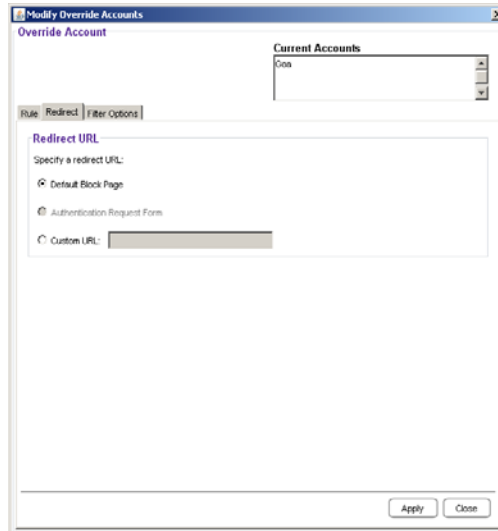 Modify Override Accounts
Override Account
Current Accounts
Goa
Rule Redirect Filter Options
Redirect URL
Specify a redirect URL:
Default Block Page
Authentication Request Form
Custom URL:
Apply Close